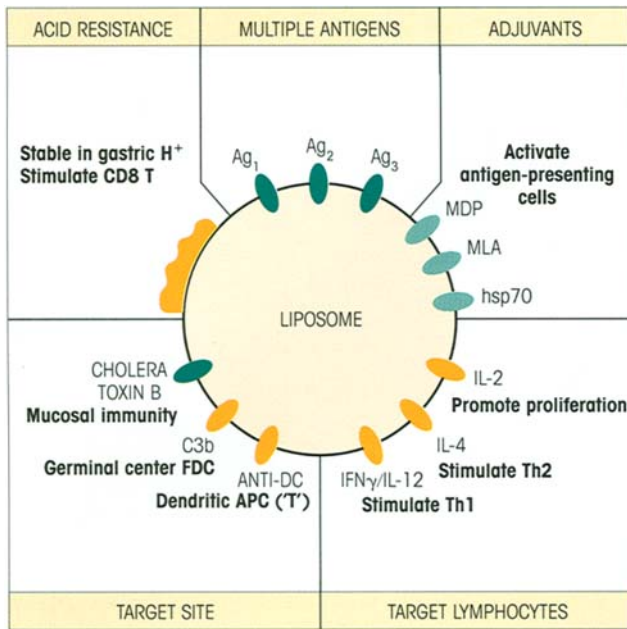 ACID RESISTANCE
MULTIPLE ANTIGENS
ADJUVANTS
Stable in gastric H⁺
Stimulate CD8 T
Ag₁
Ag₂
Ag₃
Activate
antigen-presenting
cells
MDP
MLA
hsp70
LIPOSOME
CHOLERA
TOXIN B
Mucosal immunity
C3b
Germinal center FDC
ANTI-DC
Dendritic APC ('T')
IL-2
Promote proliferation
IL-4
Stimulate Th2
IFNγ/IL-12
Stimulate Th1
TARGET SITE
TARGET LYMPHOCYTES